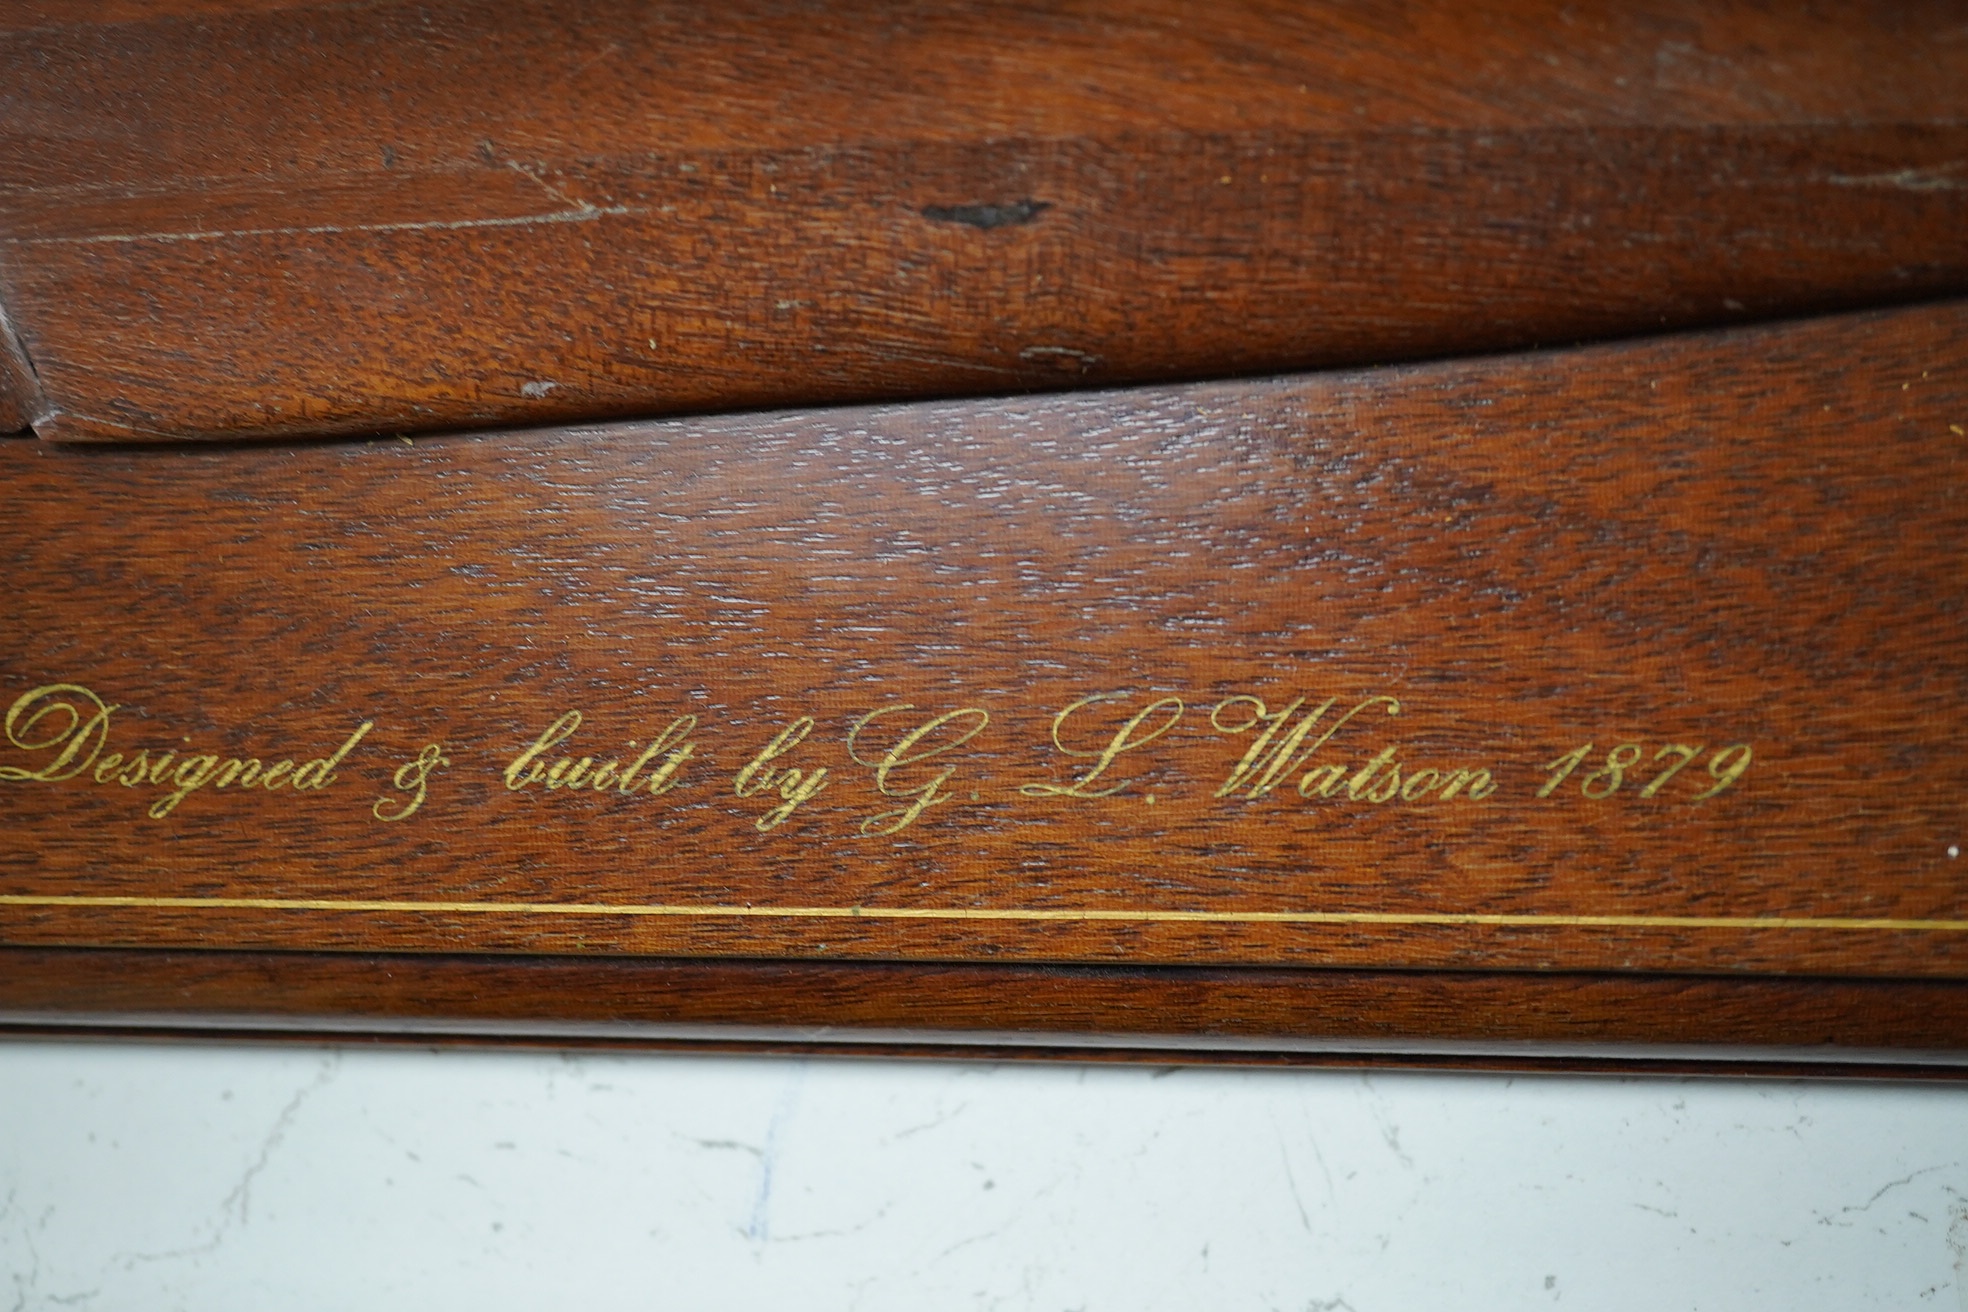 Designed & built by G. L. Watson 1879